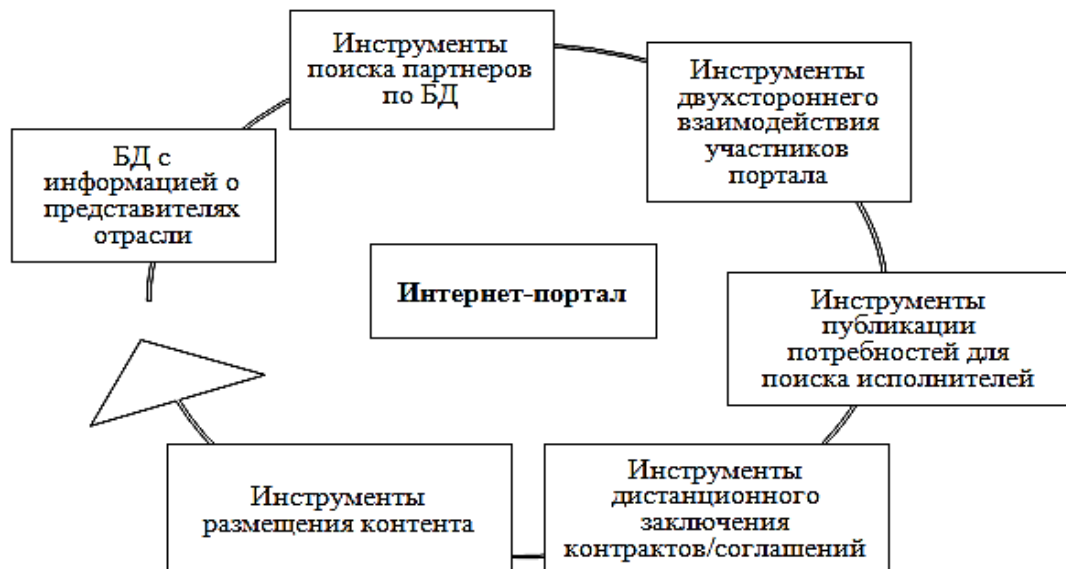 Инструменты
поиска партнеров
по БД
Инструменты
двухстороннего
взаимодействия
участников
портала
БД с
информацией о
представителях
отрасли
Интернет-портал
Инструменты
публикации
потребностей для
поиска исполнителей
Инструменты
размещения контента
Инструменты
дистанционного
заключения
контрактов/соглашений